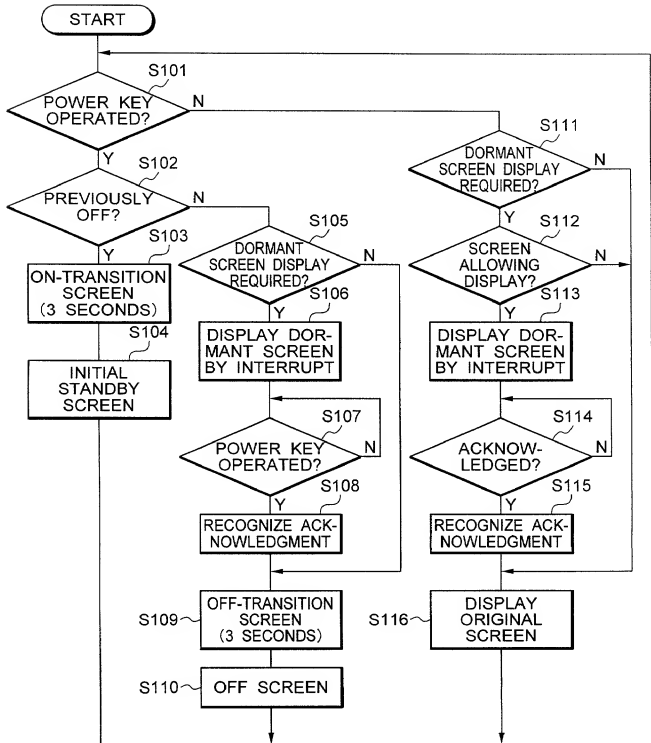 START
S101
POWER KEY
OPERATED?
N
Y
S102
PREVIOUSLY
OFF?
N
Y
S103
ON-TRANSITION
SCREEN
(3 SECONDS)
S104
INITIAL
STANDBY
SCREEN
S105
DORMANT
SCREEN DISPLAY
REQUIRED?
N
Y
S106
DISPLAY DOR-
MANT SCREEN
BY INTERRUPT
S107
POWER KEY
OPERATED?
N
Y
S108
RECOGNIZE ACK-
NOWLEDGMENT
S109
OFF-TRANSITION
SCREEN
(3 SECONDS)
S110
OFF SCREEN
S111
DORMANT
SCREEN DISPLAY
REQUIRED?
N
Y
S112
SCREEN
ALLOWING
DISPLAY?
N
Y
S113
DISPLAY DOR-
MANT SCREEN
BY INTERRUPT
S114
ACKNOW-
LEDGED?
N
Y
S115
RECOGNIZE ACK-
NOWLEDGMENT
S116
DISPLAY
ORIGINAL
SCREEN